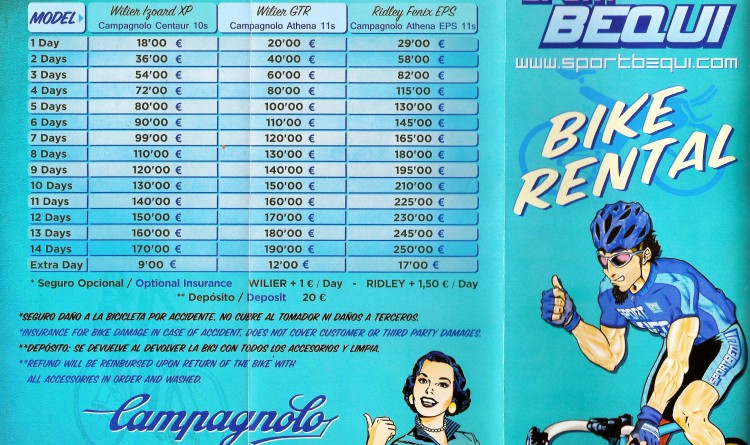 MODEL
Wilier Izoard XP
Campagnolo Centaur 10s
Wilier GTR
Campagnolo Athena 11s
Ridley Fenix EPS
Campagnolo Athena EPS 11s
1 Day 18'00 € 20'00 € 29'00 €
2 Days 36'00 € 40'00 € 58'00 €
3 Days 54'00 € 60'00 € 82'00 €
4 Days 72'00 € 80'00 € 115'00 €
5 Days 80'00 € 100'00 € 130'00 €
6 Days 90'00 € 110'00 € 145'00 €
7 Days 99'00 € 120'00 € 165'00 €
8 Days 110'00 € 130'00 € 180'00 €
9 Days 120'00 € 140'00 € 195'00 €
10 Days 130'00 € 150'00 € 210'00 €
11 Days 140'00 € 160'00 € 225'00 €
12 Days 150'00 € 170'00 € 230'00 €
13 Days 160'00 € 180'00 € 245'00 €
14 Days 170'00 € 190'00 € 250'00 €
Extra Day 9'00 € 12'00 € 17'00 €
* Seguro Opcional / Optional Insurance WILIER + 1 € / Day - RIDLEY + 1,50 € / Day
** Depósito / Deposit 20 €
*SEGURO DAÑO A LA BICICLETA POR ACCIDENTE, NO CUBRE AL TOMADOR NI DAÑOS A TERCEROS.
*INSURANCE FOR BIKE DAMAGE IN CASE OF ACCIDENT, DOES NOT COVER CUSTOMER OR THIRD PARTY DAMAGES.
**DEPÓSITO: SE DEVUELVE AL DEVOLVER LA BICI CON TODOS LOS ACCESORIOS Y LIMPIA.
**REFUND WILL BE REINBURSED UPON RETURN OF THE BIKE WITH
ALL ACCESSORIES IN ORDER AND WASHED.
Campagnolo
SPORT
BEQUI
www.sportbequi.com
BIKE
RENTAL
SPORT
SPORTBEQUI